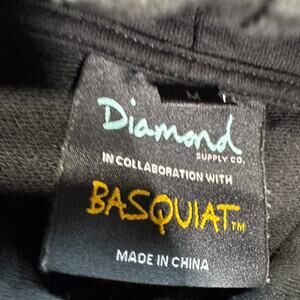 Diamond
SUPPLY CO.
IN COLLABORATION WITH
BASQUIAT™
MADE IN CHINA